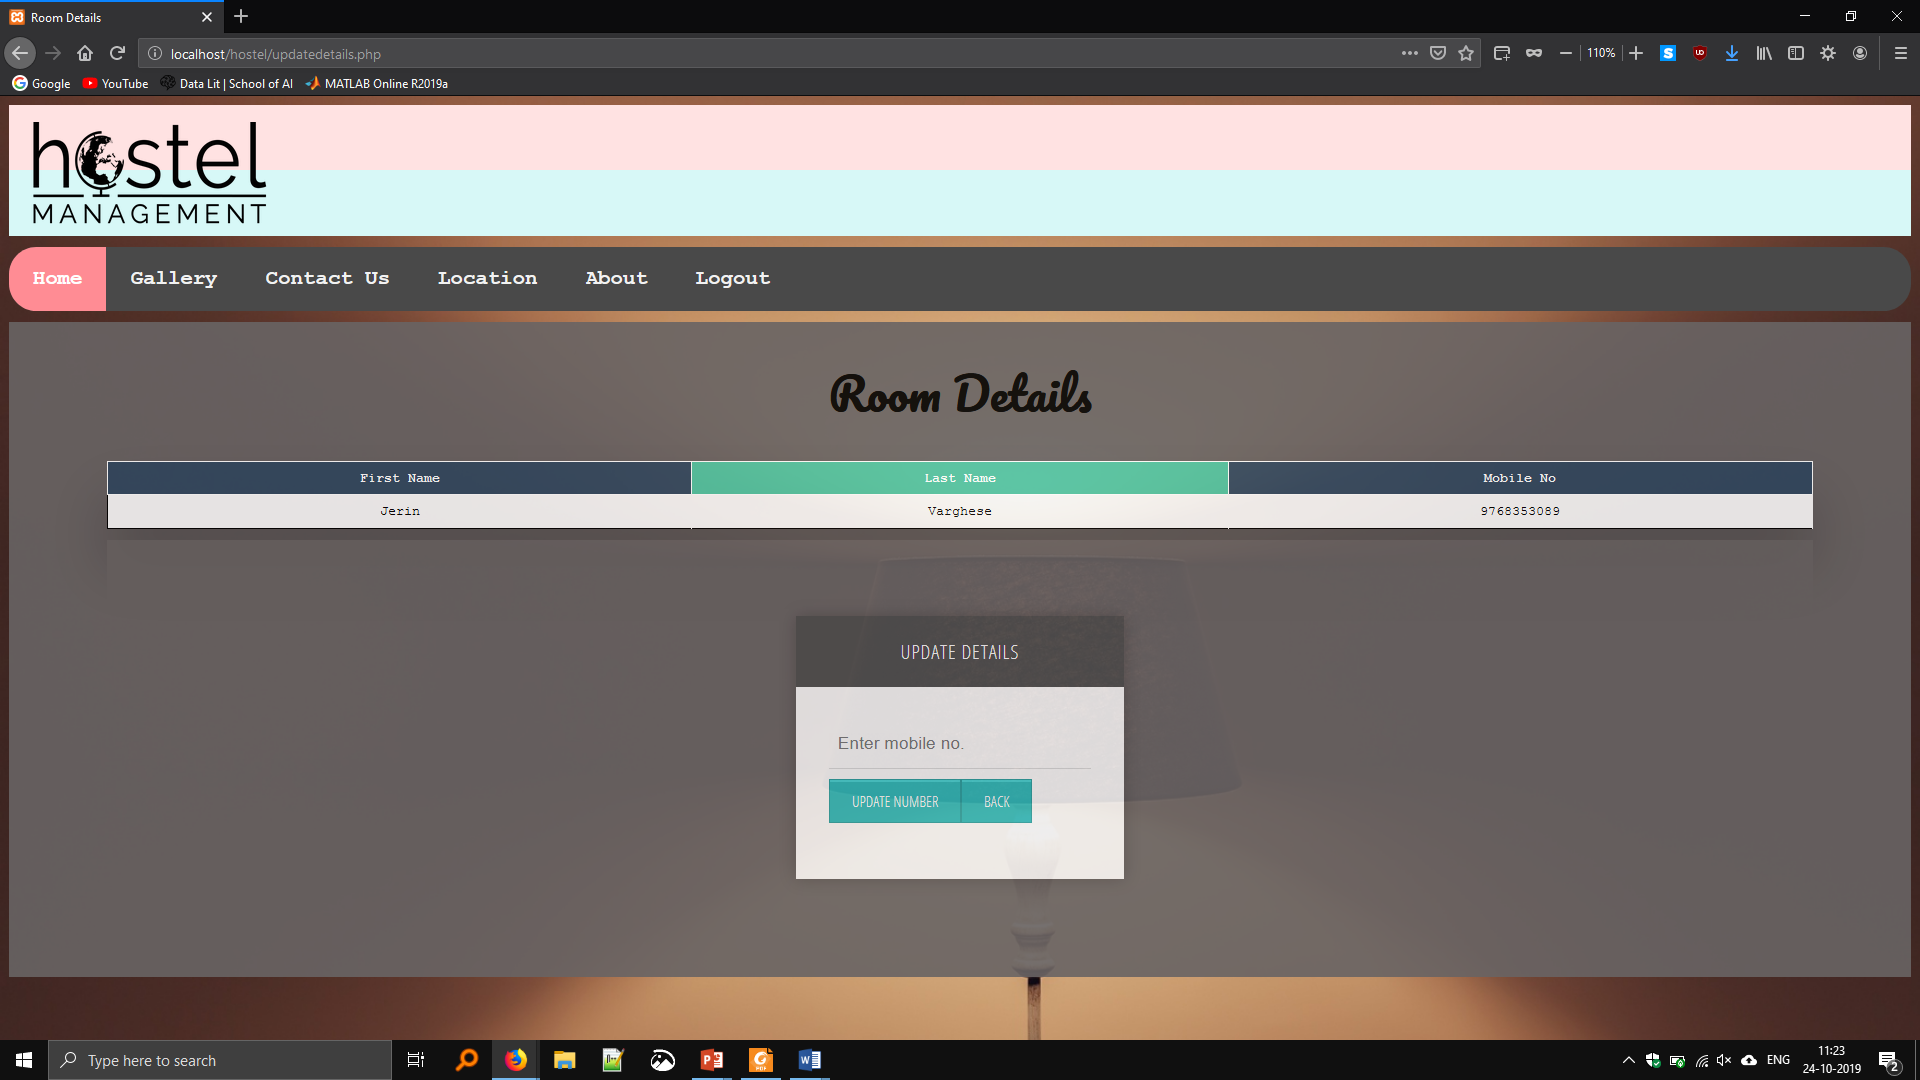 Room Details
localhost/hostel/updatedetails.php
110%
Google YouTube Data Lit | School of AI MATLAB Online R2019a
hostel
MANAGEMENT
Home Gallery Contact Us Location About Logout
Room Details
First Name Last Name Mobile No
Jerin Varghese 9768353089
UPDATE DETAILS
Enter mobile no.
UPDATE NUMBER BACK
Type here to search
ENG
11:23
24-10-2019
2